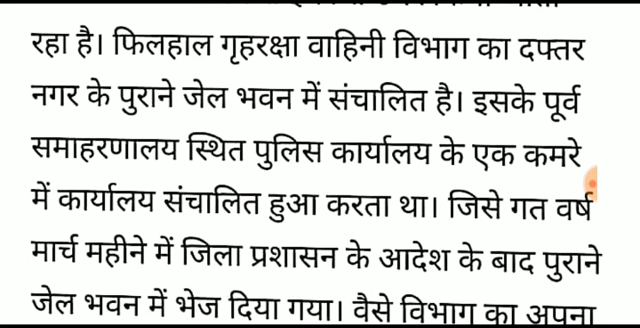 रहा है। फिलहाल गृहरक्षा वाहिनी विभाग का दफ्तर
नगर के पुराने जेल भवन में संचालित है। इसके पूर्व
समाहरणालय स्थित पुलिस कार्यालय के एक कमरे
में कार्यालय संचालित हुआ करता था। जिसे गत वर्ष
मार्च महीने में जिला प्रशासन के आदेश के बाद पुराने
जेल भवन में भेज दिया गया। वैसे विभाग का अपना